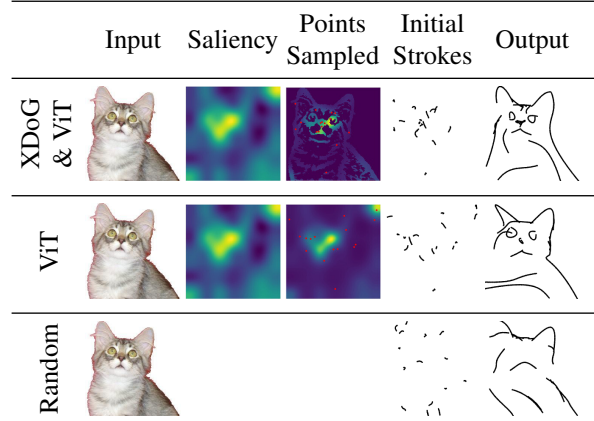 Input Saliency Points Sampled Initial Strokes Output
XDoG & ViT
ViT
Random